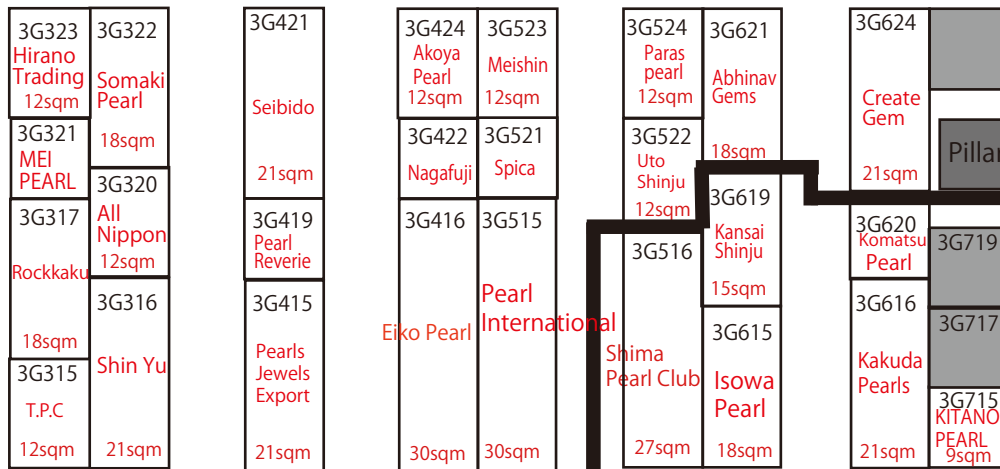 3G323
Hirano
Trading
12sqm
3G322
Somaki
Pearl
18sqm
3G321
MEI
PEARL
3G320
All
Nippon
12sqm
3G317
Rockkaku
18sqm
3G316
Shin Yu
21sqm
3G315
T.P.C
12sqm
3G421
Seibido
21sqm
3G419
Pearl
Reverie
3G415
Pearls
Jewels
Export
21sqm
3G424
Akoya
Pearl
12sqm
3G523
Meishin
12sqm
3G422
Nagafuji
3G521
Spica
3G416
Eiko Pearl
30sqm
3G515
Pearl
International
30sqm
3G524
Paras
pearl
12sqm
3G621
Abhinav
Gems
18sqm
3G522
Uto
Shinju
12sqm
3G619
Kansai
Shinju
15sqm
3G516
Shima
Pearl Club
27sqm
3G615
Isowa
Pearl
18sqm
3G624
Create
Gem
21sqm
Pillar
3G620
Komatsu
Pearl
3G719
3G616
Kakuda
Pearls
21sqm
3G717
3G715
KITANO
PEARL
9sqm